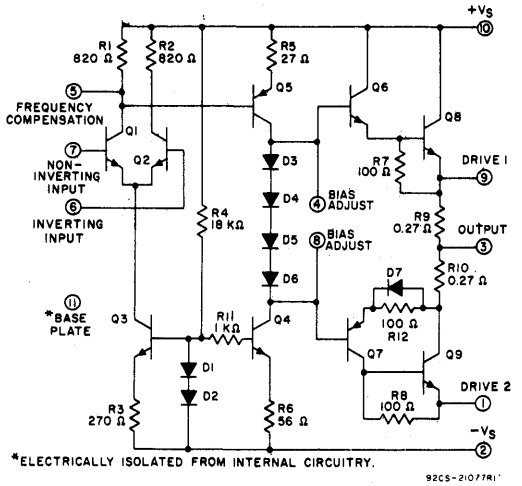 +VS
10
R1
820 Ω
R2
820 Ω
R5
27 Ω
5
FREQUENCY
COMPENSATION
Q5
Q6
Q8
Q1
Q2
7
NON-
INVERTING
INPUT
6
INVERTING
INPUT
D3
D4
D5
D6
R7
100 Ω
DRIVE 1
9
4
BIAS
ADJUST
8
BIAS
ADJUST
R9
0.27 Ω
OUTPUT
3
R10
0.27 Ω
R4
18 KΩ
11
*BASE
PLATE
R11
1 KΩ
Q3
Q4
D7
100 Ω
R12
Q7
Q9
D1
D2
R8
100 Ω
DRIVE 2
1
R3
270 Ω
R6
56 Ω
-VS
2
*ELECTRICALLY ISOLATED FROM INTERNAL CIRCUITRY.
92CS-21077R1